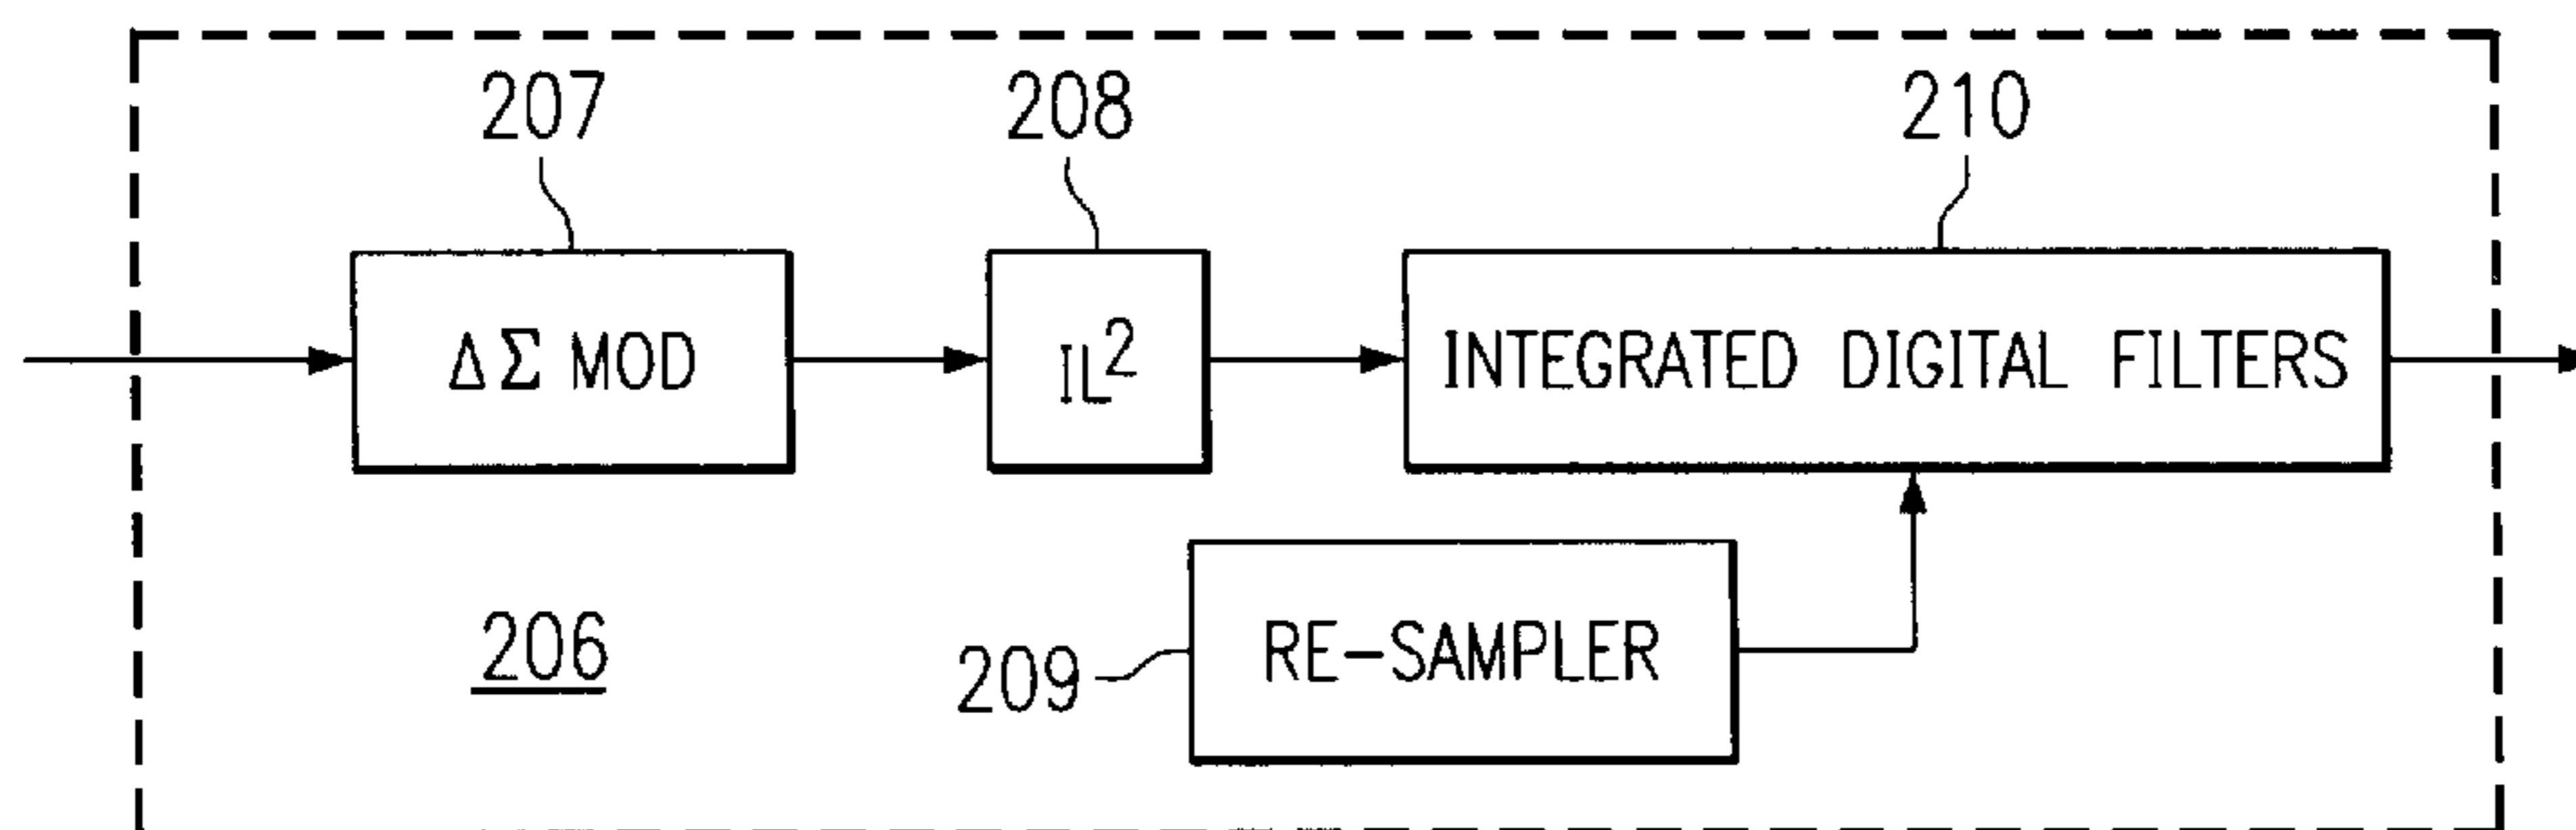 207
208
210
ΔΣ MOD
IL²
INTEGRATED DIGITAL FILTERS
206
209
RE-SAMPLER